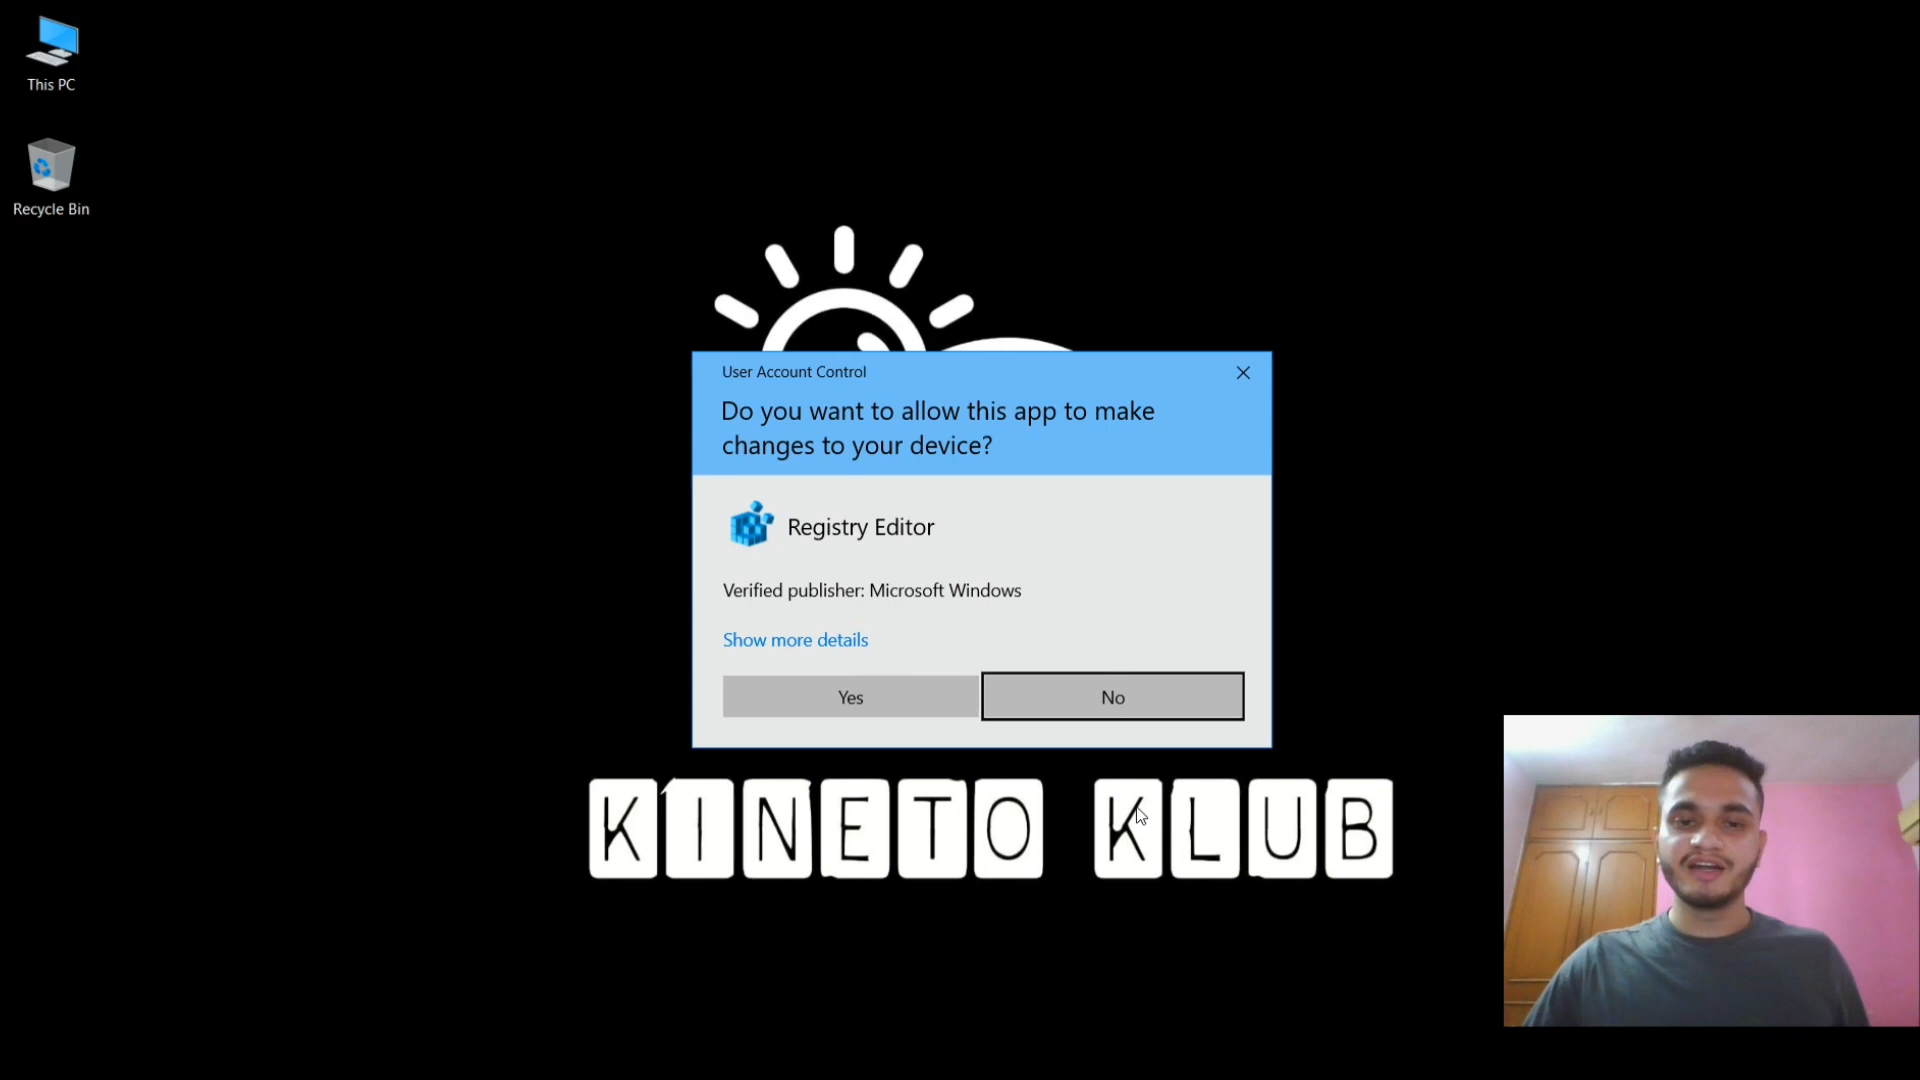 This PC
Recycle Bin
User Account Control
Do you want to allow this app to make
changes to your device?
Registry Editor
Verified publisher: Microsoft Windows
Show more details
Yes
No
KINETO KLUB